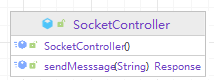 SocketController
SocketController()
sendMesssage(String) Response